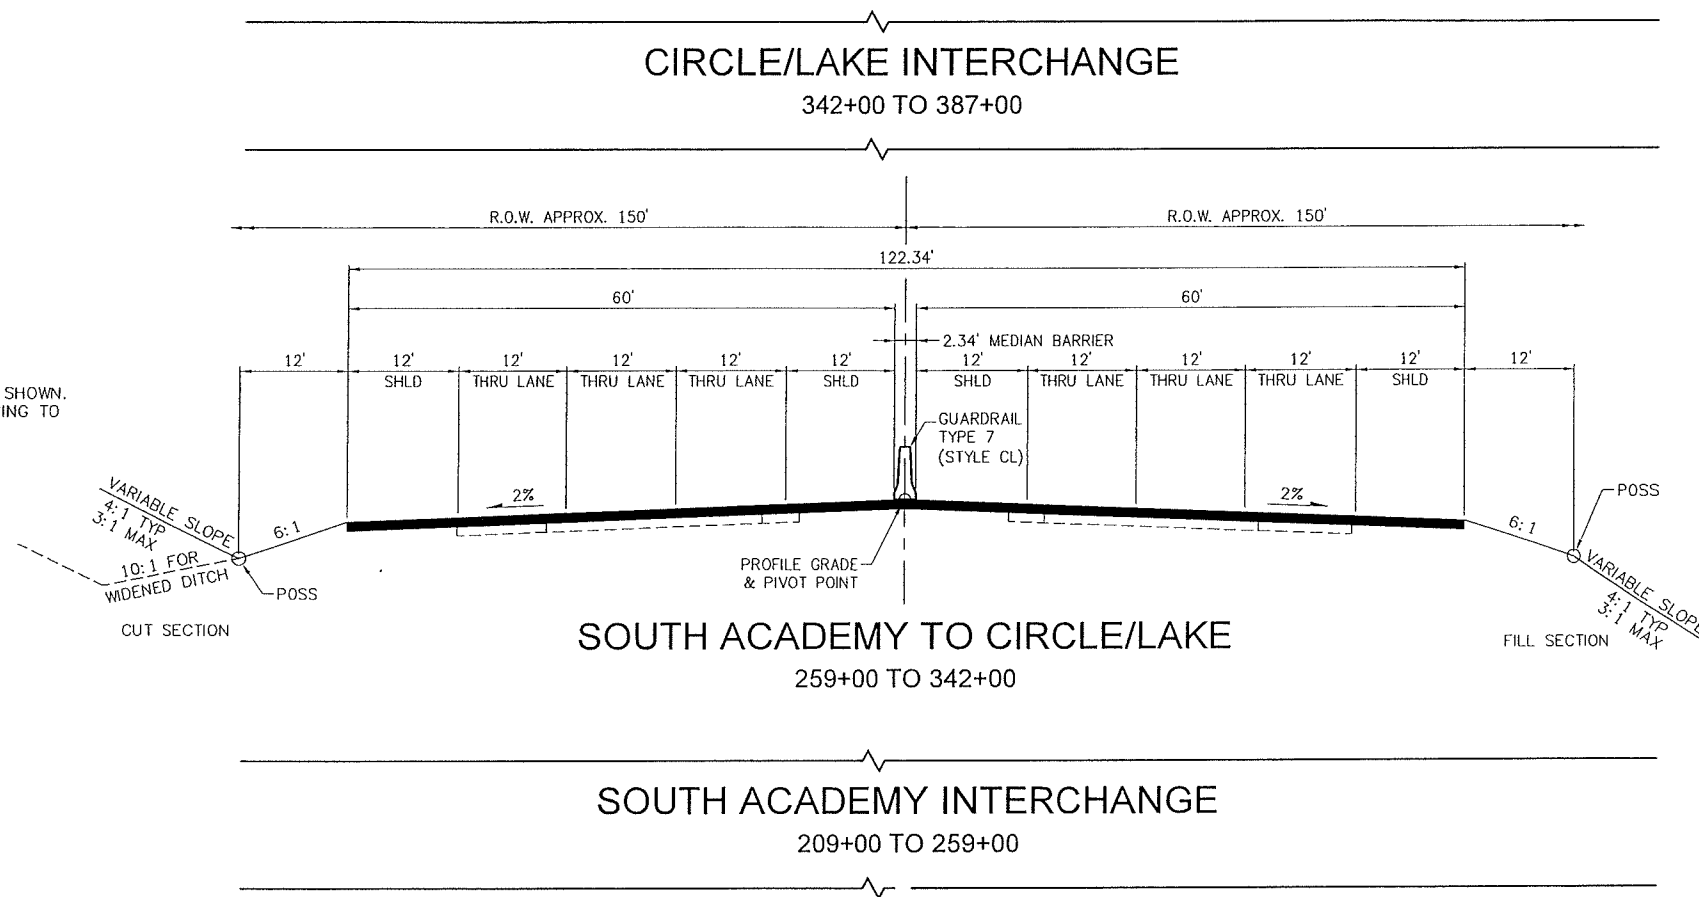 CIRCLE/LAKE INTERCHANGE
342+00 TO 387+00
R.O.W. APPROX. 150'
R.O.W. APPROX. 150'
122.34'
60'
60'
2.34' MEDIAN BARRIER
12'
12'
12'
12'
12'
12'
12'
12'
12'
12'
12'
12'
SHLD
THRU LANE
THRU LANE
THRU LANE
SHLD
SHLD
THRU LANE
THRU LANE
THRU LANE
SHLD
SHOWN.
ING TO
GUARDRAIL
TYPE 7
(STYLE CL)
VARIABLE SLOPE
4:1 TYP
3:1 MAX
6:1
2%
2%
6:1
POSS
10:1 FOR
WIDENED DITCH
POSS
PROFILE GRADE
& PIVOT POINT
VARIABLE SLOPE
4:1 TYP
3:1 MAX
CUT SECTION
FILL SECTION
SOUTH ACADEMY TO CIRCLE/LAKE
259+00 TO 342+00
SOUTH ACADEMY INTERCHANGE
209+00 TO 259+00